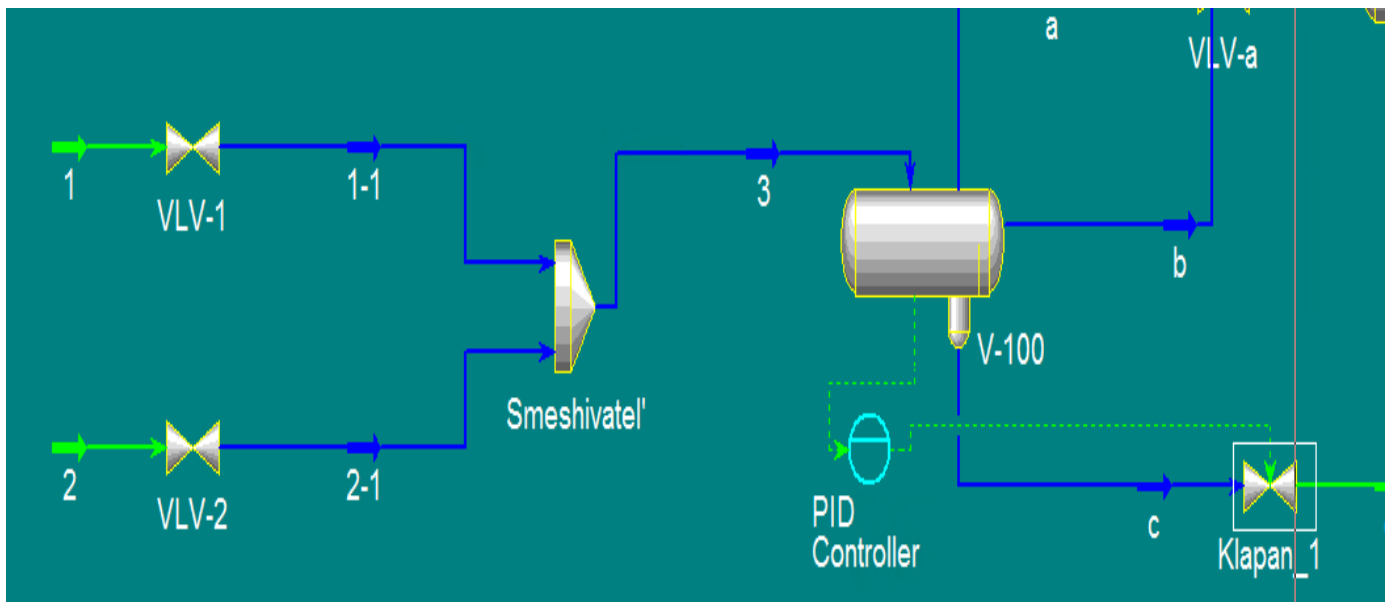 a
VLV-a
1
VLV-1
1-1
3
b
V-100
Smeshivatel'
2
VLV-2
2-1
PID
Controller
c
Klapan_1